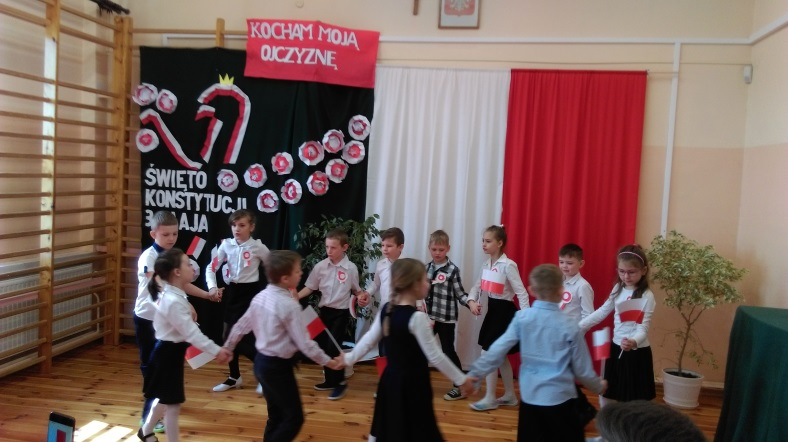 KOCHAM MOJĄ
OJCZYZNĘ
ŚWIĘTO
KONSTYTUCJI
3 MAJA